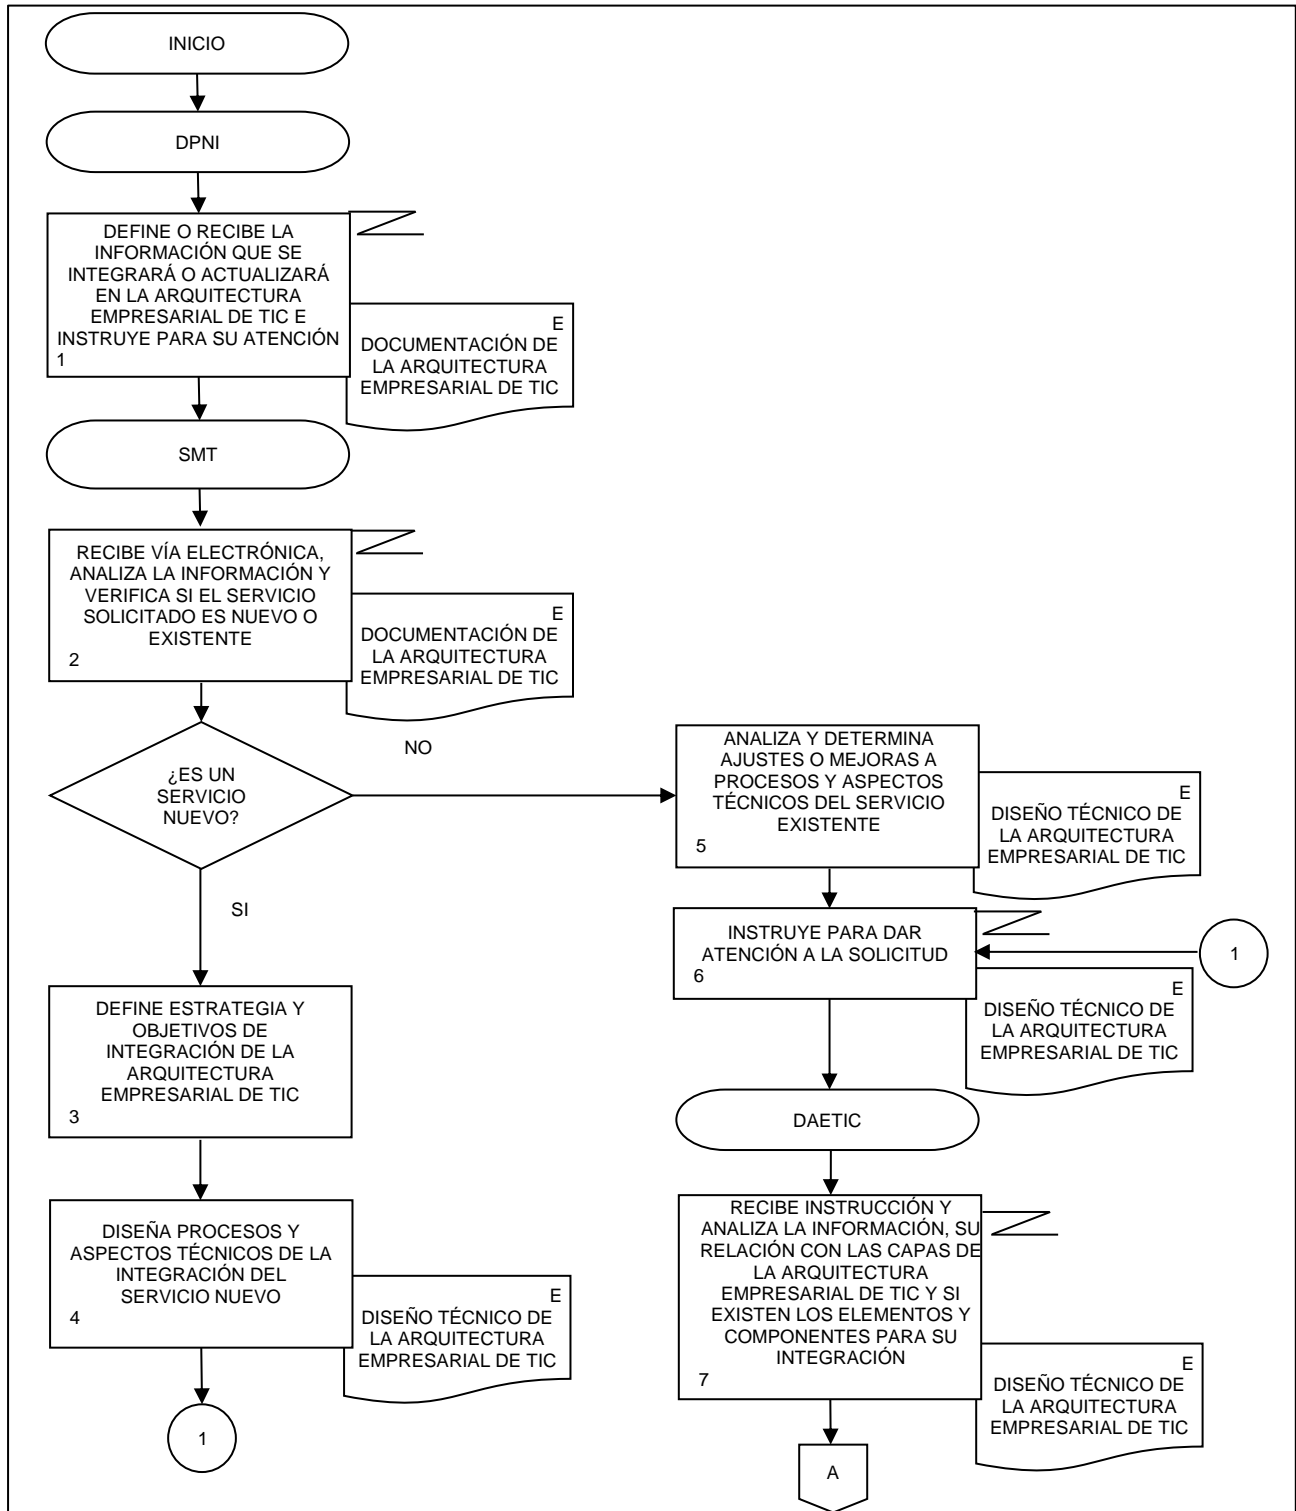 INICIO
DPNI
DEFINE O RECIBE LA
INFORMACIÓN QUE SE
INTEGRARÁ O ACTUALIZARÁ
EN LA ARQUITECTURA
EMPRESARIAL DE TIC E
INSTRUYE PARA SU ATENCIÓN
1
E
DOCUMENTACIÓN DE
LA ARQUITECTURA
EMPRESARIAL DE TIC
SMT
RECIBE VÍA ELECTRÓNICA,
ANALIZA LA INFORMACIÓN Y
VERIFICA SI EL SERVICIO
SOLICITADO ES NUEVO O
EXISTENTE
2
E
DOCUMENTACIÓN DE
LA ARQUITECTURA
EMPRESARIAL DE TIC
¿ES UN
SERVICIO
NUEVO?
NO
SI
DEFINE ESTRATEGIA Y
OBJETIVOS DE
INTEGRACIÓN DE LA
ARQUITECTURA
EMPRESARIAL DE TIC
3
DISEÑA PROCESOS Y
ASPECTOS TÉCNICOS DE LA
INTEGRACIÓN DEL
SERVICIO NUEVO
4
E
DISEÑO TÉCNICO DE
LA ARQUITECTURA
EMPRESARIAL DE TIC
1
ANALIZA Y DETERMINA
AJUSTES O MEJORAS A
PROCESOS Y ASPECTOS
TÉCNICOS DEL SERVICIO
EXISTENTE
5
E
DISEÑO TÉCNICO DE
LA ARQUITECTURA
EMPRESARIAL DE TIC
INSTRUYE PARA DAR
ATENCIÓN A LA SOLICITUD
6
1
E
DISEÑO TÉCNICO DE
LA ARQUITECTURA
EMPRESARIAL DE TIC
DAETIC
RECIBE INSTRUCCIÓN Y
ANALIZA LA INFORMACIÓN, SU
RELACIÓN CON LAS CAPAS DE
LA ARQUITECTURA
EMPRESARIAL DE TIC Y SI
EXISTEN LOS ELEMENTOS Y
COMPONENTES PARA SU
INTEGRACIÓN
7
E
DISEÑO TÉCNICO DE
LA ARQUITECTURA
EMPRESARIAL DE TIC
A